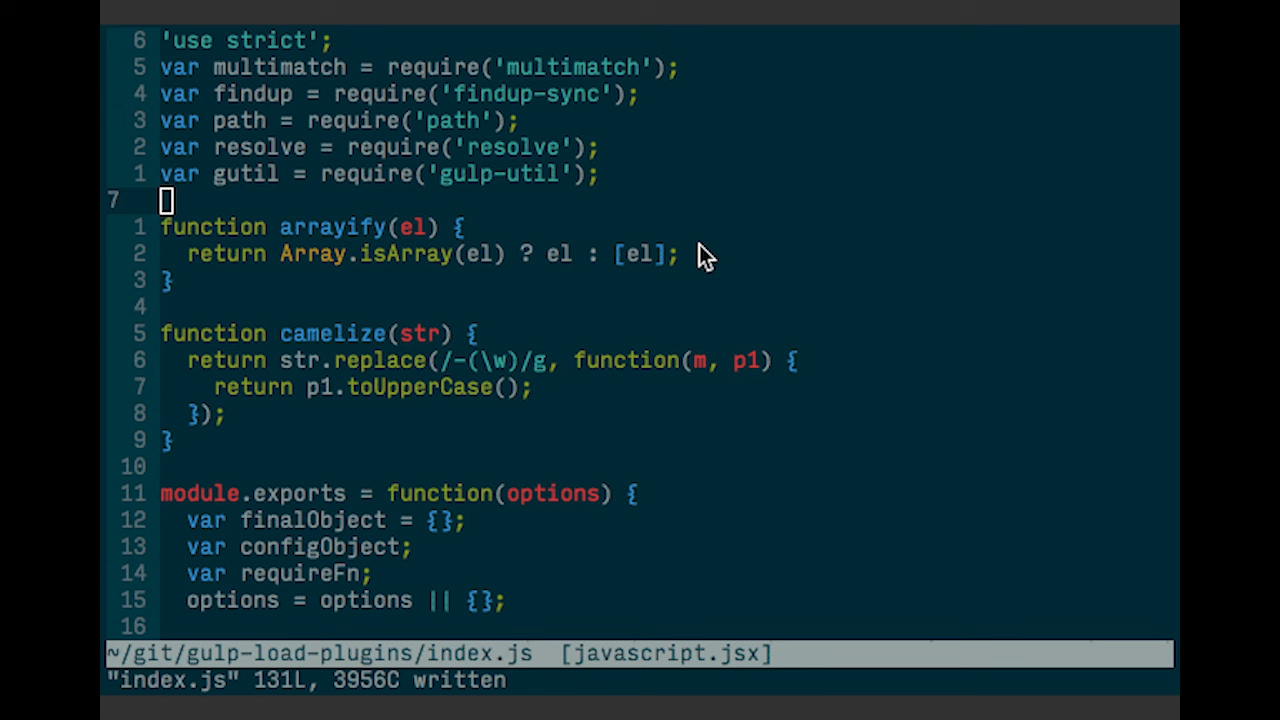 6 'use strict';
5 var multimatch = require('multimatch');
4 var findup = require('findup-sync');
3 var path = require('path');
2 var resolve = require('resolve');
1 var gutil = require('gulp-util');
7
1 function arrayify(el) {
2   return Array.isArray(el) ? el : [el];
3 }
4
5 function camelize(str) {
6   return str.replace(/-(\w)/g, function(m, p1) {
7     return p1.toUpperCase();
8   });
9 }
10
11 module.exports = function(options) {
12   var finalObject = {};
13   var configObject;
14   var requireFn;
15   options = options || {};
16
~/git/gulp-load-plugins/index.js  [javascript.jsx]
"index.js" 131L, 3956C written